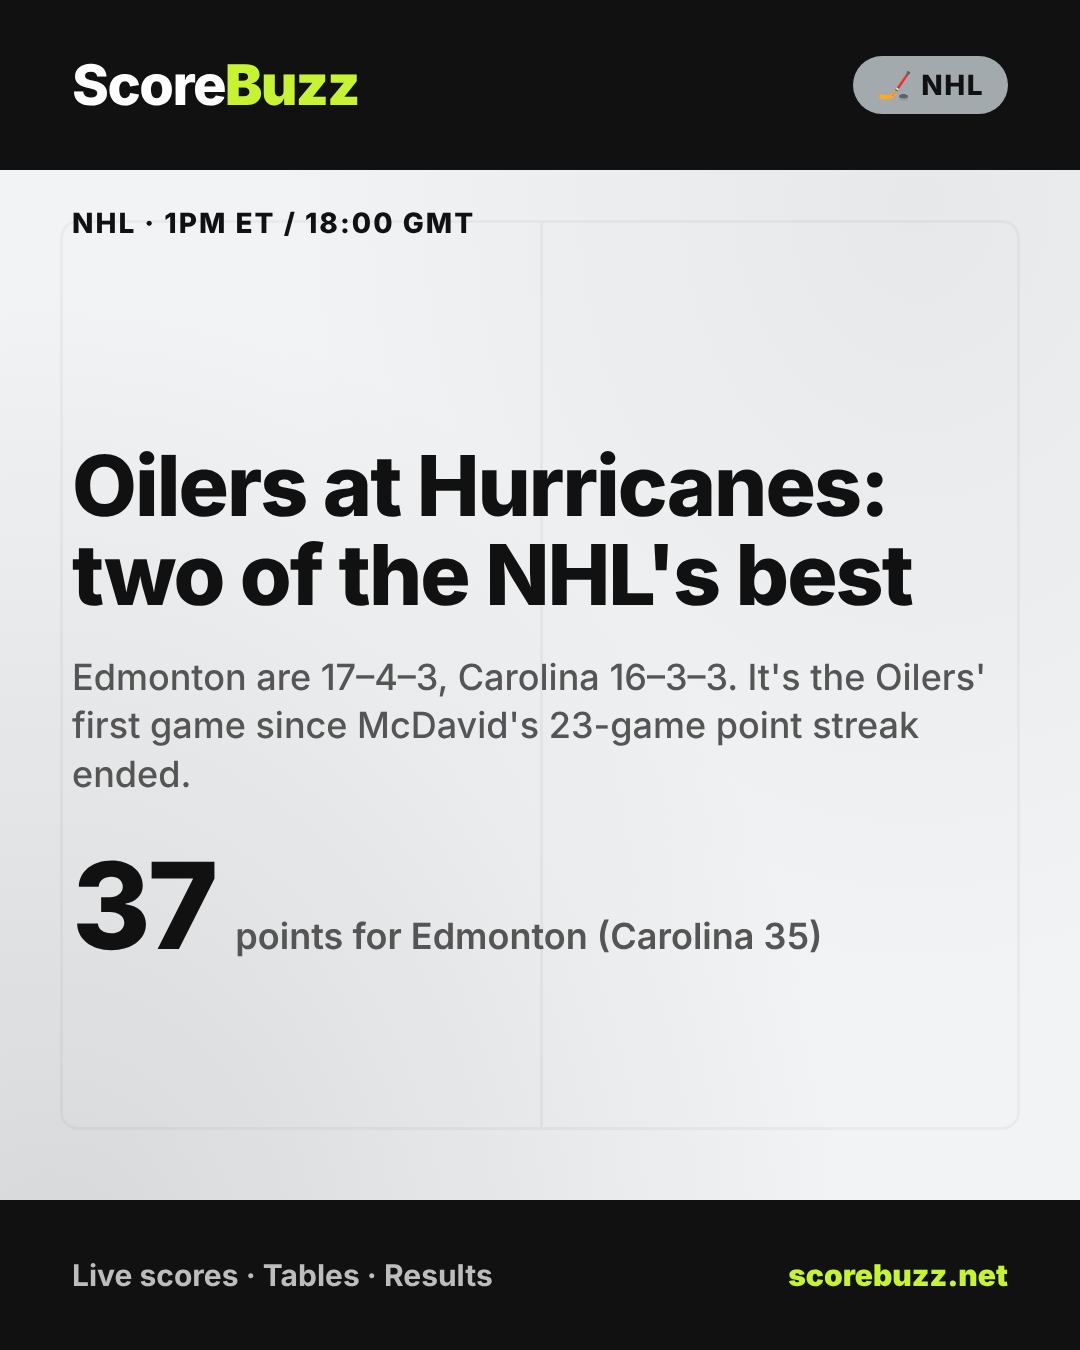 ScoreBuzz
🏒 NHL
NHL · 1PM ET / 18:00 GMT
Oilers at Hurricanes:
two of the NHL's best
Edmonton are 17–4–3, Carolina 16–3–3. It's the Oilers'
first game since McDavid's 23-game point streak
ended.
37 points for Edmonton (Carolina 35)
Live scores · Tables · Results
scorebuzz.net